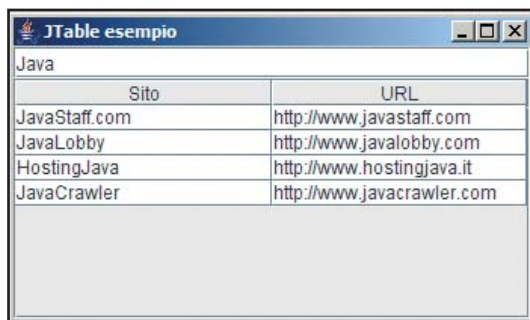 JTable esempio
Java
Sito URL
JavaStaff.com http://www.javastaff.com
JavaLobby http://www.javalobby.com
HostingJava http://www.hostingjava.it
JavaCrawler http://www.javacrawler.com